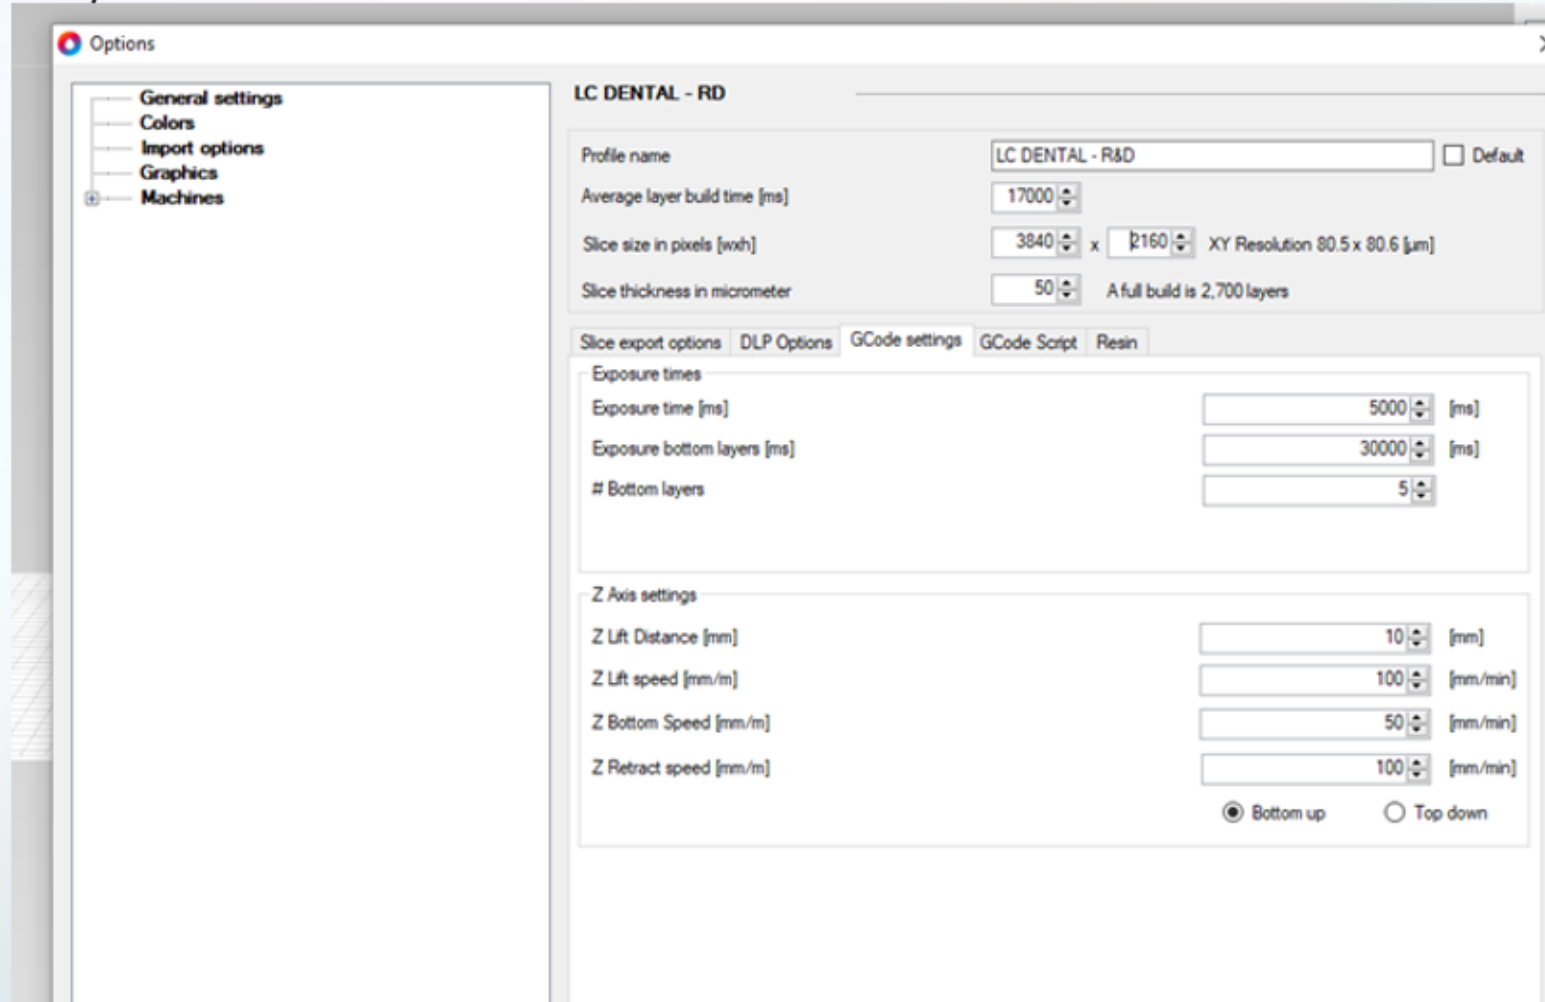 Options
General settings
Colors
Import options
Graphics
Machines
LC DENTAL - RD
Profile name LC DENTAL - R&D Default
Average layer build time [ms] 17000
Slice size in pixels [wxh] 3840 x 2160 XY Resolution 80.5 x 80.6 [µm]
Slice thickness in micrometer 50 A full build is 2,700 layers
Slice export options DLP Options GCode settings GCode Script Resin
Exposure times
Exposure time [ms] 5000 [ms]
Exposure bottom layers [ms] 30000 [ms]
# Bottom layers 5
Z Axis settings
Z Lift Distance [mm] 10 [mm]
Z Lift speed [mm/m] 100 [mm/min]
Z Bottom Speed [mm/m] 50 [mm/min]
Z Retract speed [mm/m] 100 [mm/min]
Bottom up Top down